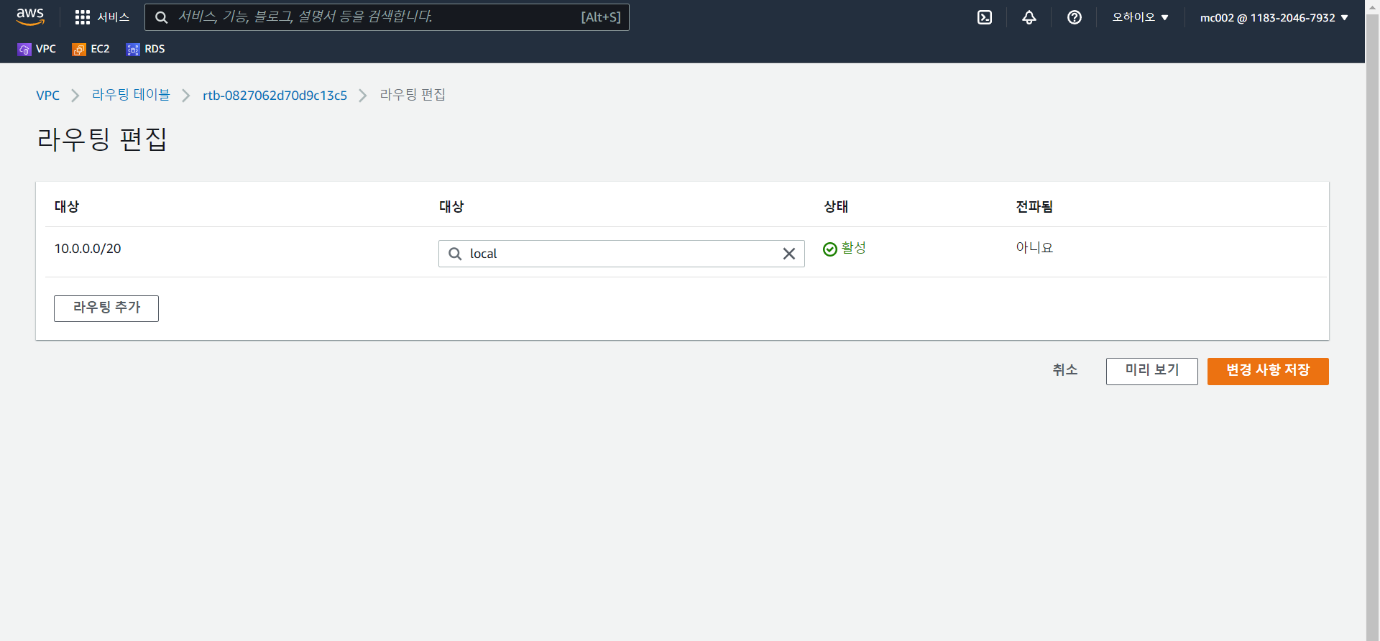 aws 서비스 서비스, 기능, 블로그, 설명서 등을 검색합니다. [Alt+S] 오하이오 mc002 @ 1183-2046-7932
VPC EC2 RDS
VPC 라우팅 테이블 rtb-0827062d70d9c13c5 라우팅 편집
라우팅 편집
대상 대상 상태 전파됨
10.0.0.0/20 local 활성 아니요
라우팅 추가
취소 미리 보기 변경 사항 저장